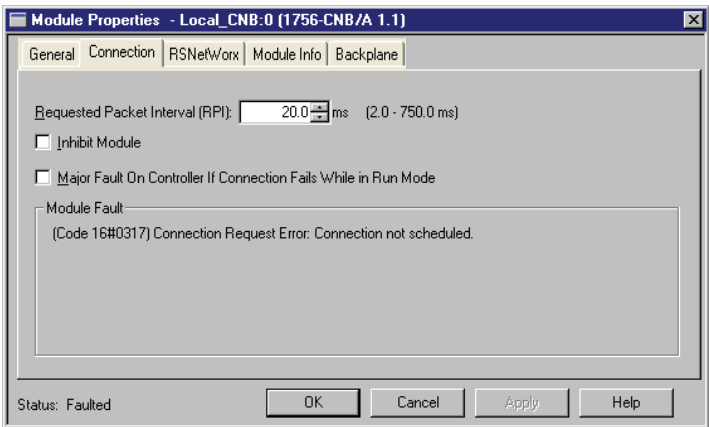 Module Properties - Local_CNB:0 (1756-CNB/A 1.1)
General Connection RSNetWorx Module Info Backplane
Requested Packet Interval (RPI): 20.0 ms (2.0 - 750.0 ms)
Inhibit Module
Major Fault On Controller If Connection Fails While in Run Mode
Module Fault
(Code 16#0317) Connection Request Error: Connection not scheduled.
Status: Faulted OK Cancel Apply Help